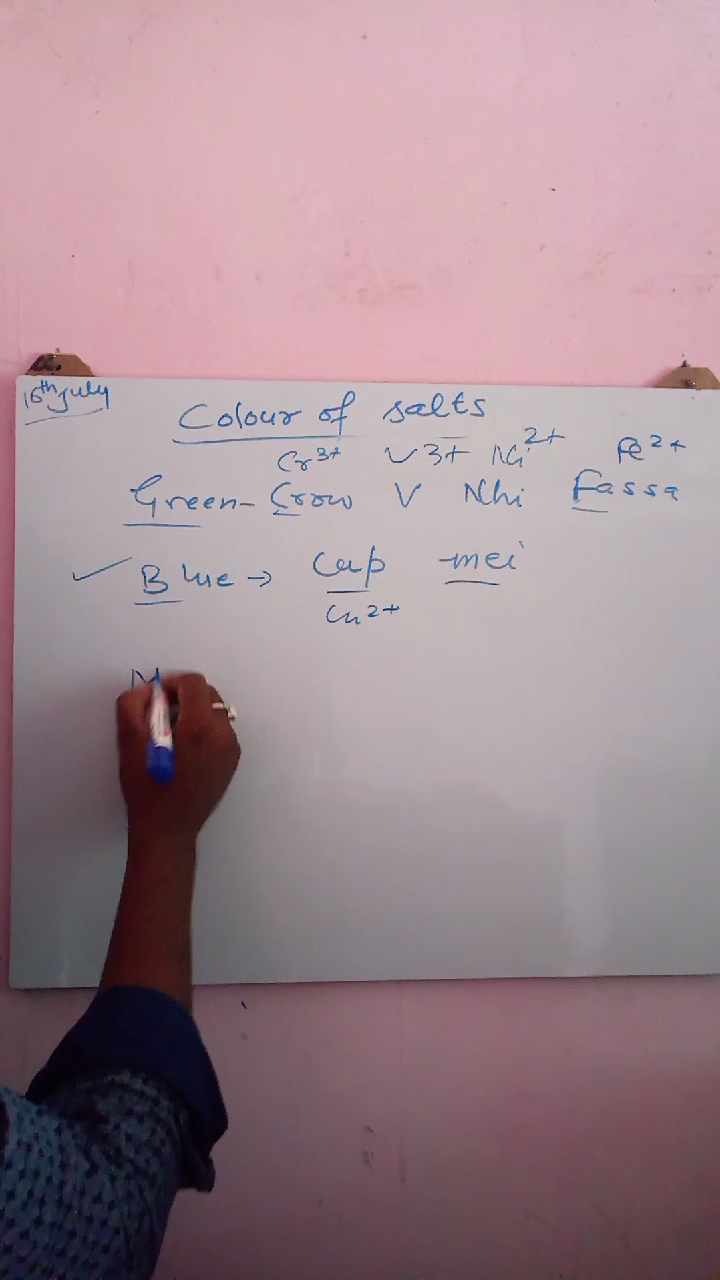 16th July
Colour of salts
Cr3+ V3+ Ni2+ Fe2+
Green- Crow V Nhi Fassa
✓ Blue → Cup mei
Cu2+